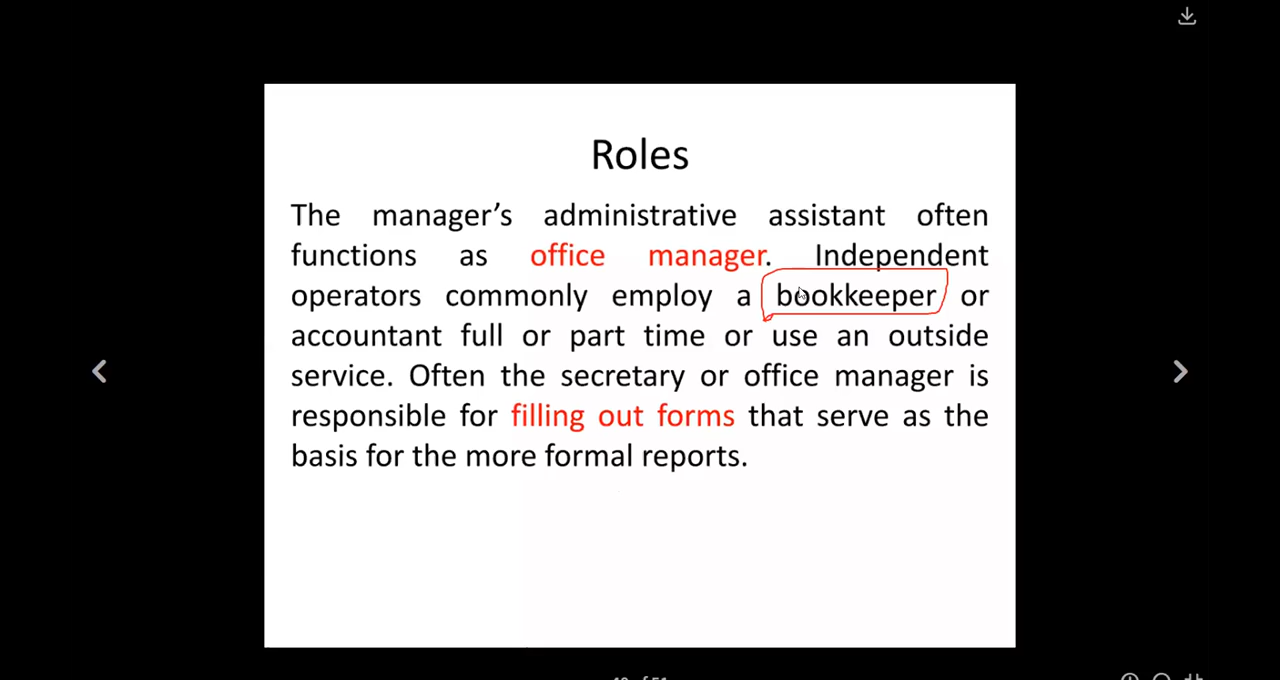 Roles
The manager’s administrative assistant often
functions as office manager. Independent
operators commonly employ a bookkeeper or
accountant full or part time or use an outside
service. Often the secretary or office manager is
responsible for filling out forms that serve as the
basis for the more formal reports.